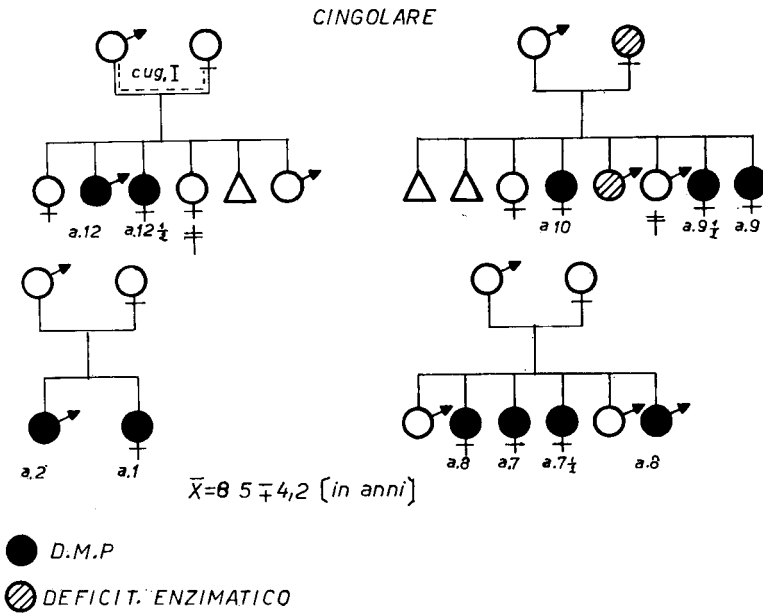 CINGOLARE
cug. I
a.12 a.12 ½
a 10 a.9 ½ a.9
a.2 a.1
a.8 a.7 a.7 ½ a.8
X̄=8 5 ∓ 4,2 [in anni]
D.M.P
DEFICIT. ENZIMATICO